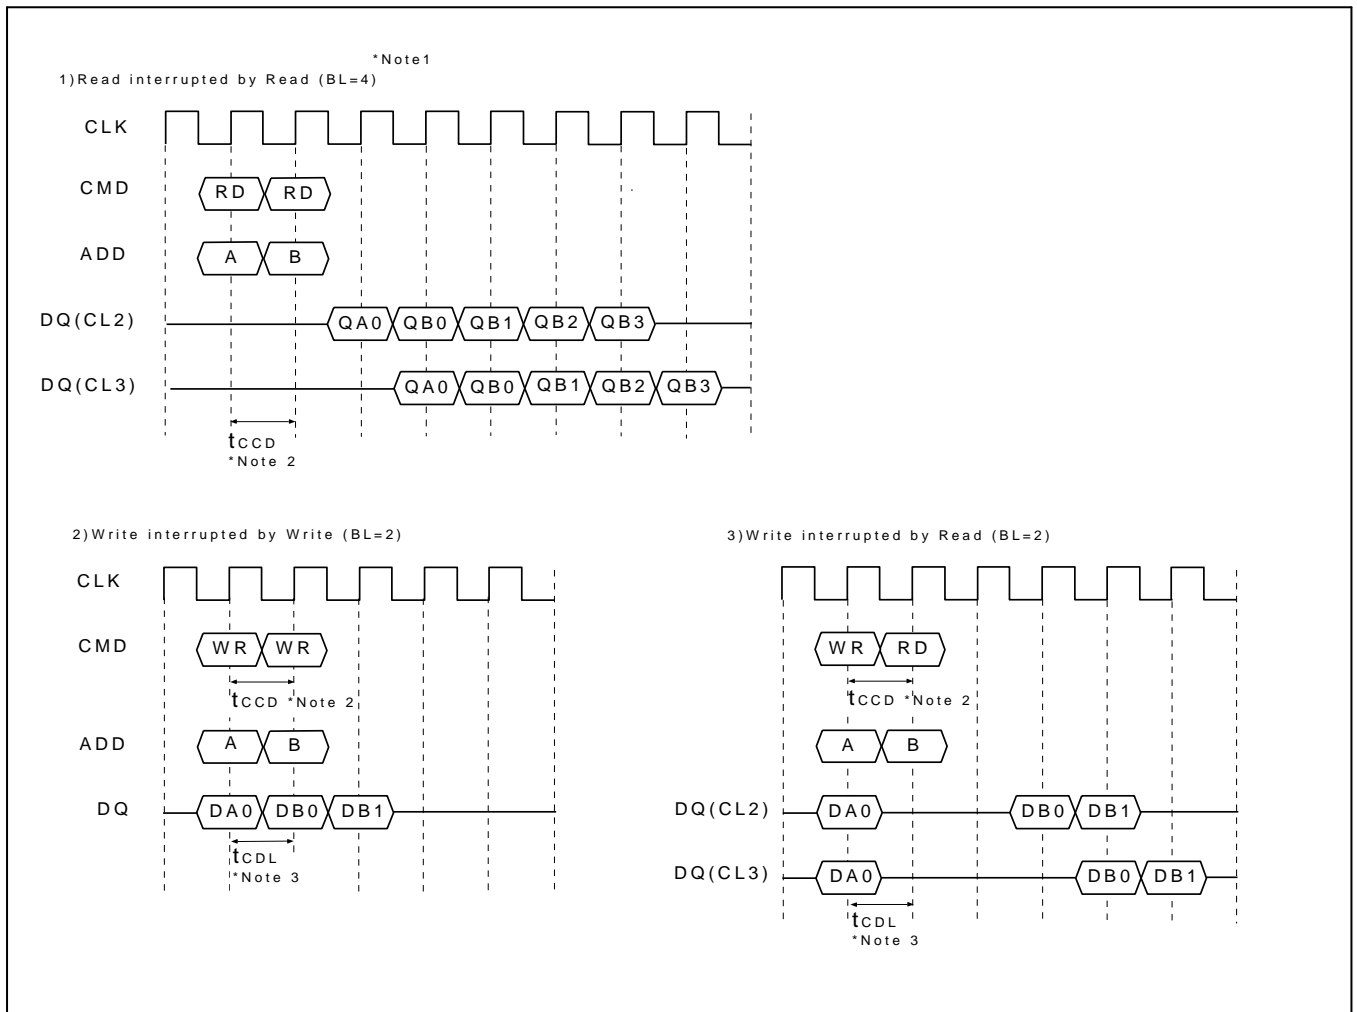 *Note1
1)Read interrupted by Read (BL=4)
CLK
CMD RD RD
ADD A B
DQ(CL2) QA0 QB0 QB1 QB2 QB3
DQ(CL3) QA0 QB0 QB1 QB2 QB3
tCCD
*Note 2
2)Write interrupted by Write (BL=2)
CLK
CMD WR WR
tCCD *Note 2
ADD A B
DQ DA0 DB0 DB1
tCDL
*Note 3
3)Write interrupted by Read (BL=2)
CMD WR RD
tCCD *Note 2
A B
DQ(CL2) DA0 DB0 DB1
DQ(CL3) DA0 DB0 DB1
tCDL
*Note 3